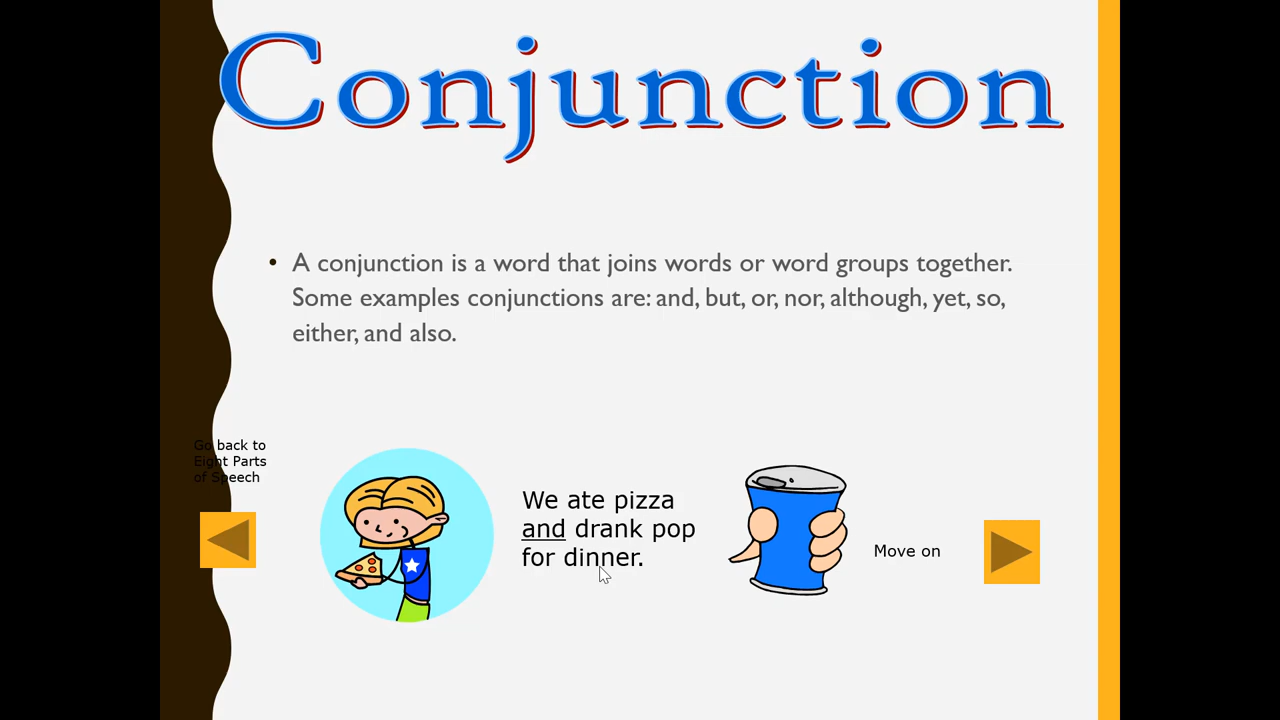 Conjunction
• A conjunction is a word that joins words or word groups together.
Some examples conjunctions are: and, but, or, nor, although, yet, so,
either, and also.
Go back to
Eight Parts
of Speech
We ate pizza
and drank pop
for dinner.
Move on